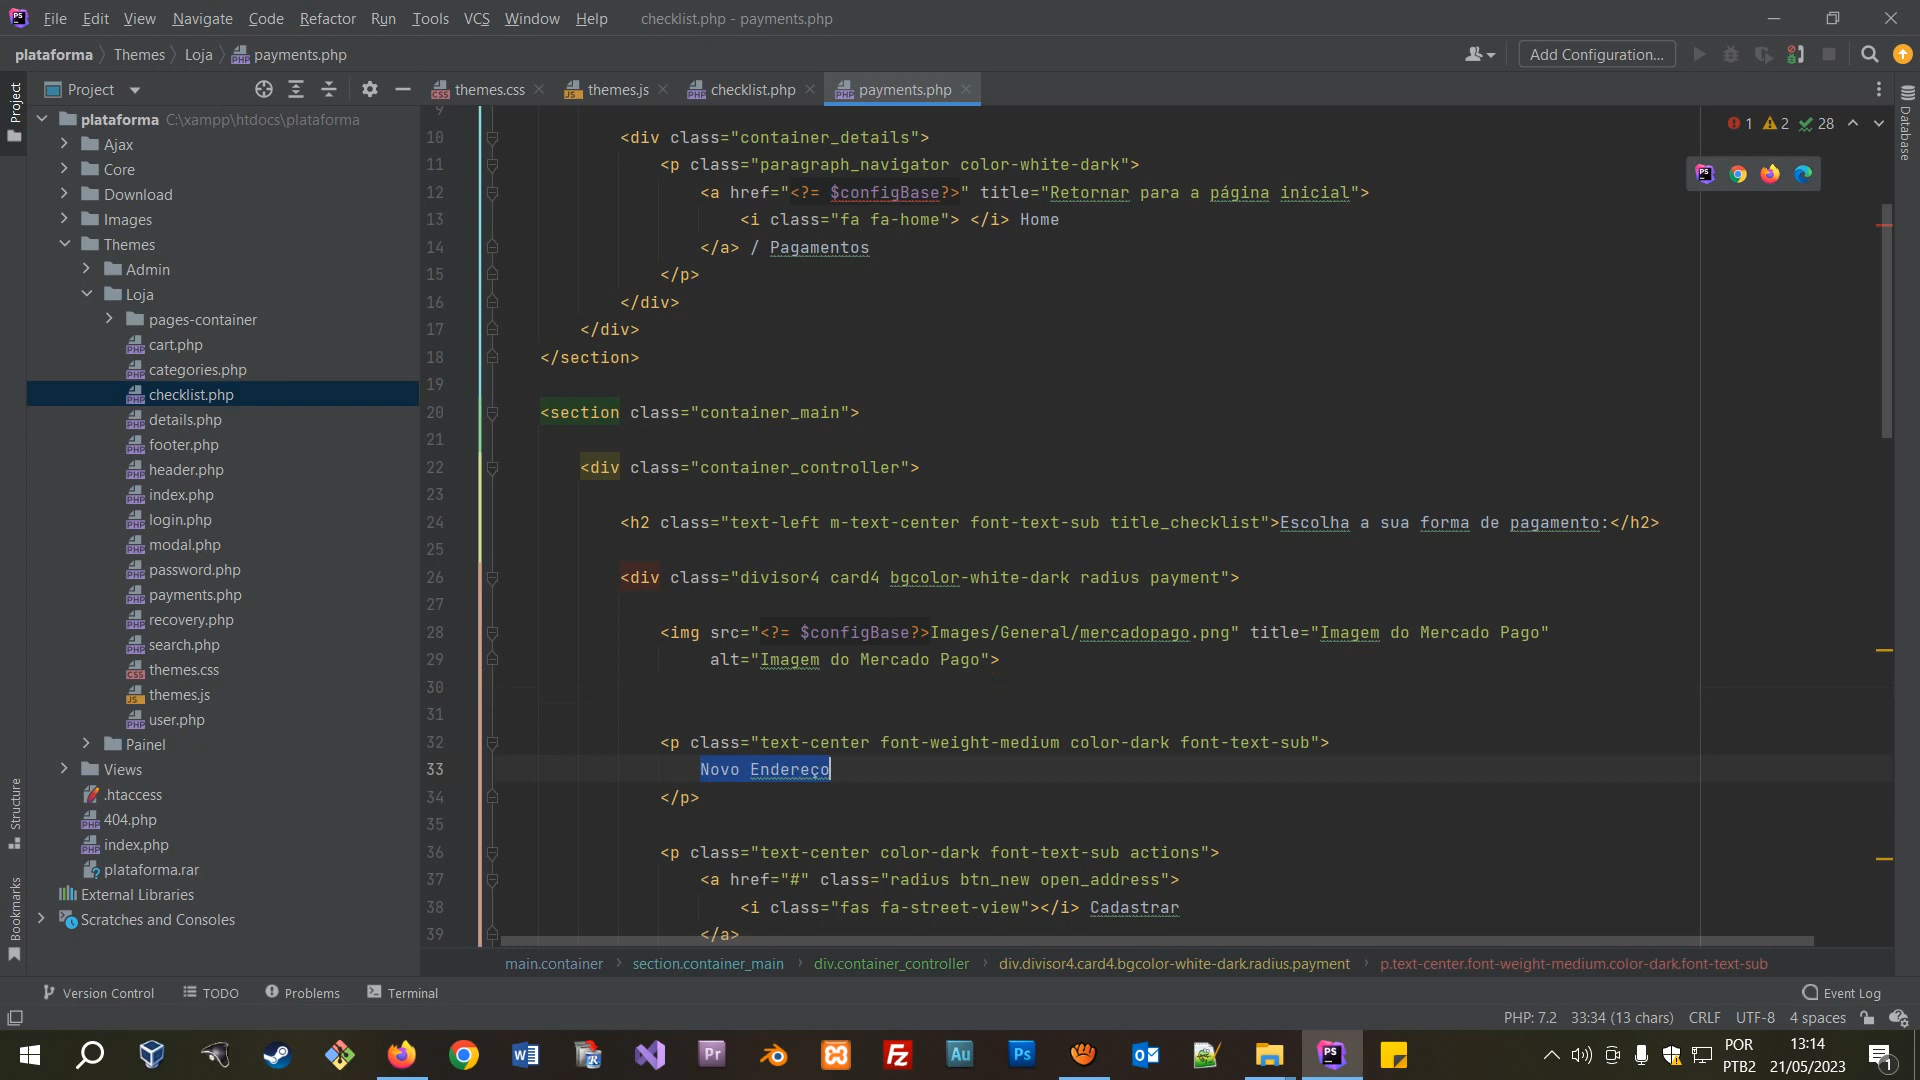 File Edit View Navigate Code Refactor Run Tools VCS Window Help checklist.php - payments.php
plataforma Themes Loja payments.php Add Configuration...
Project themes.css themes.js checklist.php payments.php
Project
Database
Structure
Bookmarks
plataforma C:\xampp\htdocs\plataforma
Ajax
Core
Download
Images
Themes
Admin
Loja
pages-container
cart.php
categories.php
checklist.php
details.php
footer.php
header.php
index.php
login.php
modal.php
password.php
payments.php
recovery.php
search.php
themes.css
themes.js
user.php
Painel
Views
.htaccess
404.php
index.php
plataforma.rar
External Libraries
Scratches and Consoles
1 2 28
9
10 <div class="container_details">
11 <p class="paragraph_navigator color-white-dark">
12 <a href="<?= $configBase?>" title="Retornar para a página inicial">
13 <i class="fa fa-home"> </i> Home
14 </a> / Pagamentos
15 </p>
16 </div>
17 </div>
18 </section>
19
20 <section class="container_main">
21
22 <div class="container_controller">
23
24 <h2 class="text-left m-text-center font-text-sub title_checklist">Escolha a sua forma de pagamento:</h2>
25
26 <div class="divisor4 card4 bgcolor-white-dark radius payment">
27
28 <img src="<?= $configBase?>Images/General/mercadopago.png" title="Imagem do Mercado Pago"
29 alt="Imagem do Mercado Pago">
30
31
32 <p class="text-center font-weight-medium color-dark font-text-sub">
33 Novo Endereço
34 </p>
35
36 <p class="text-center color-dark font-text-sub actions">
37 <a href="#" class="radius btn_new open_address">
38 <i class="fas fa-street-view"></i> Cadastrar
39 </a>
main.container section.container_main div.container_controller div.divisor4.card4.bgcolor-white-dark.radius.payment p.text-center.font-weight-medium.color-dark.font-text-sub
Version Control TODO Problems Terminal Event Log
PHP: 7.2 33:34 (13 chars) CRLF UTF-8 4 spaces
POR
PTB2
13:14
21/05/2023
1